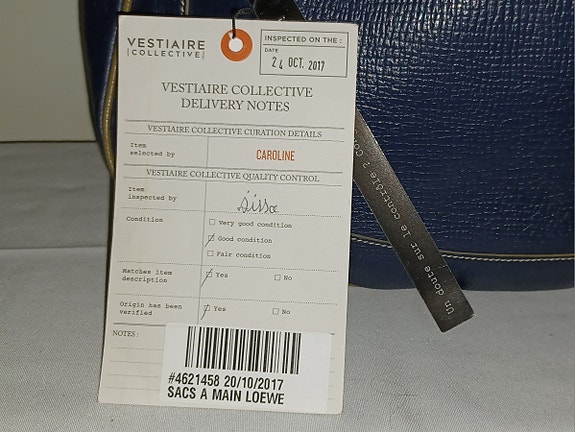 VESTIAIRE
[COLLECTIVE]
INSPECTED ON THE :
DATE
24 OCT. 2017
VESTIAIRE COLLECTIVE
DELIVERY NOTES
VESTIAIRE COLLECTIVE CURATION DETAILS
Item
selected by
CAROLINE
VESTIAIRE COLLECTIVE QUALITY CONTROL
Item
inspected by
Condition
Very good condition
Good condition
Fair condition
Matches item
description
Yes No
Origin has been
verified
Yes No
NOTES :
#4621458 20/10/2017
SACS A MAIN LOEWE
Un doute sur le contrôle ? Co